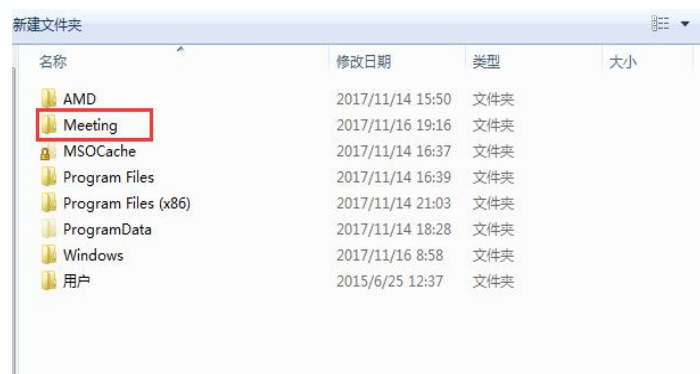 新建文件夹
名称 修改日期 类型 大小
AMD 2017/11/14 15:50 文件夹
Meeting 2017/11/16 19:16 文件夹
MSOCache 2017/11/14 16:37 文件夹
Program Files 2017/11/14 16:39 文件夹
Program Files (x86) 2017/11/14 21:03 文件夹
ProgramData 2017/11/14 18:28 文件夹
Windows 2017/11/16 8:58 文件夹
用户 2015/6/25 12:37 文件夹